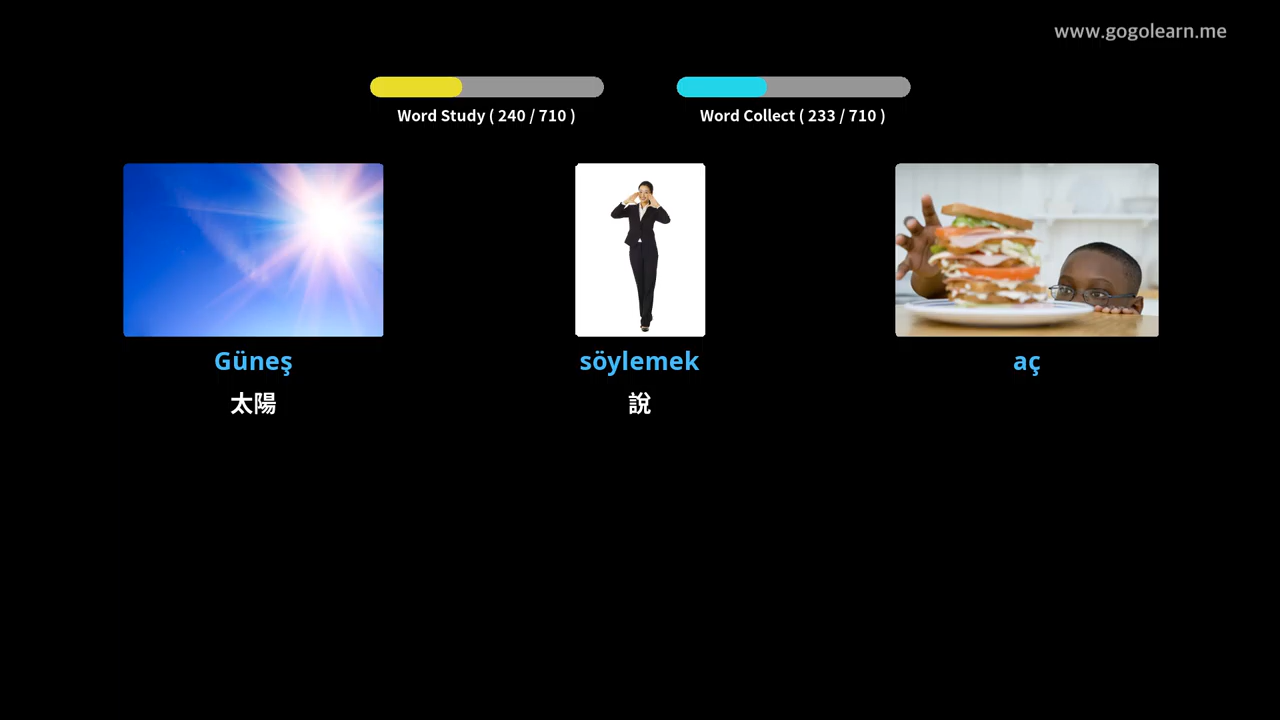 www.gogolearn.me
Word Study ( 240 / 710 )
Word Collect ( 233 / 710 )
Güneş
söylemek
aç
太陽
說